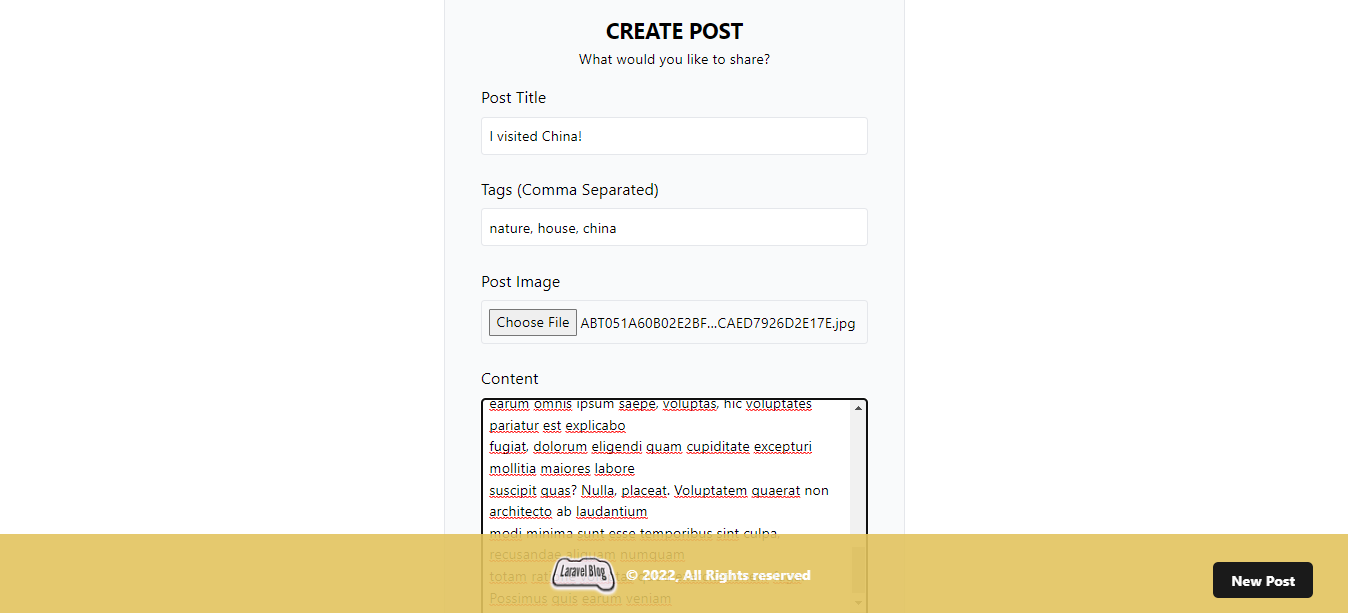 CREATE POST
What would you like to share?
Post Title
I visited China!
Tags (Comma Separated)
nature, house, china
Post Image
Choose File ABT051A60B02E2BF...CAED7926D2E17E.jpg
Content
earum omnis ipsum saepe, voluptas, hic voluptates
pariatur est explicabo
fugiat, dolorum eligendi quam cupiditate excepturi
mollitia maiores labore
suscipit quas? Nulla, placeat. Voluptatem quaerat non
architecto ab laudantium
modi minima sunt esse temporibus sint culpa,
recusandae aliquam numquam
totam
Possimus quis earum veniam
Laravel Blog
© 2022, All Rights reserved
New Post